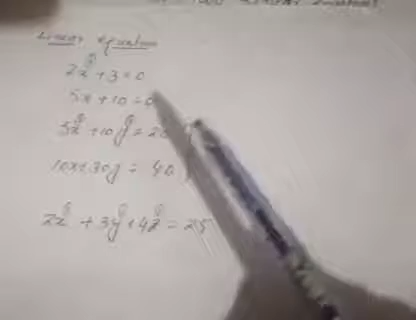 Linear equation
2x + 3 = 0
5x + 10 = 0
5x + 10y = 20
10x + 30y = 40
2x + 3y + 4z = 25